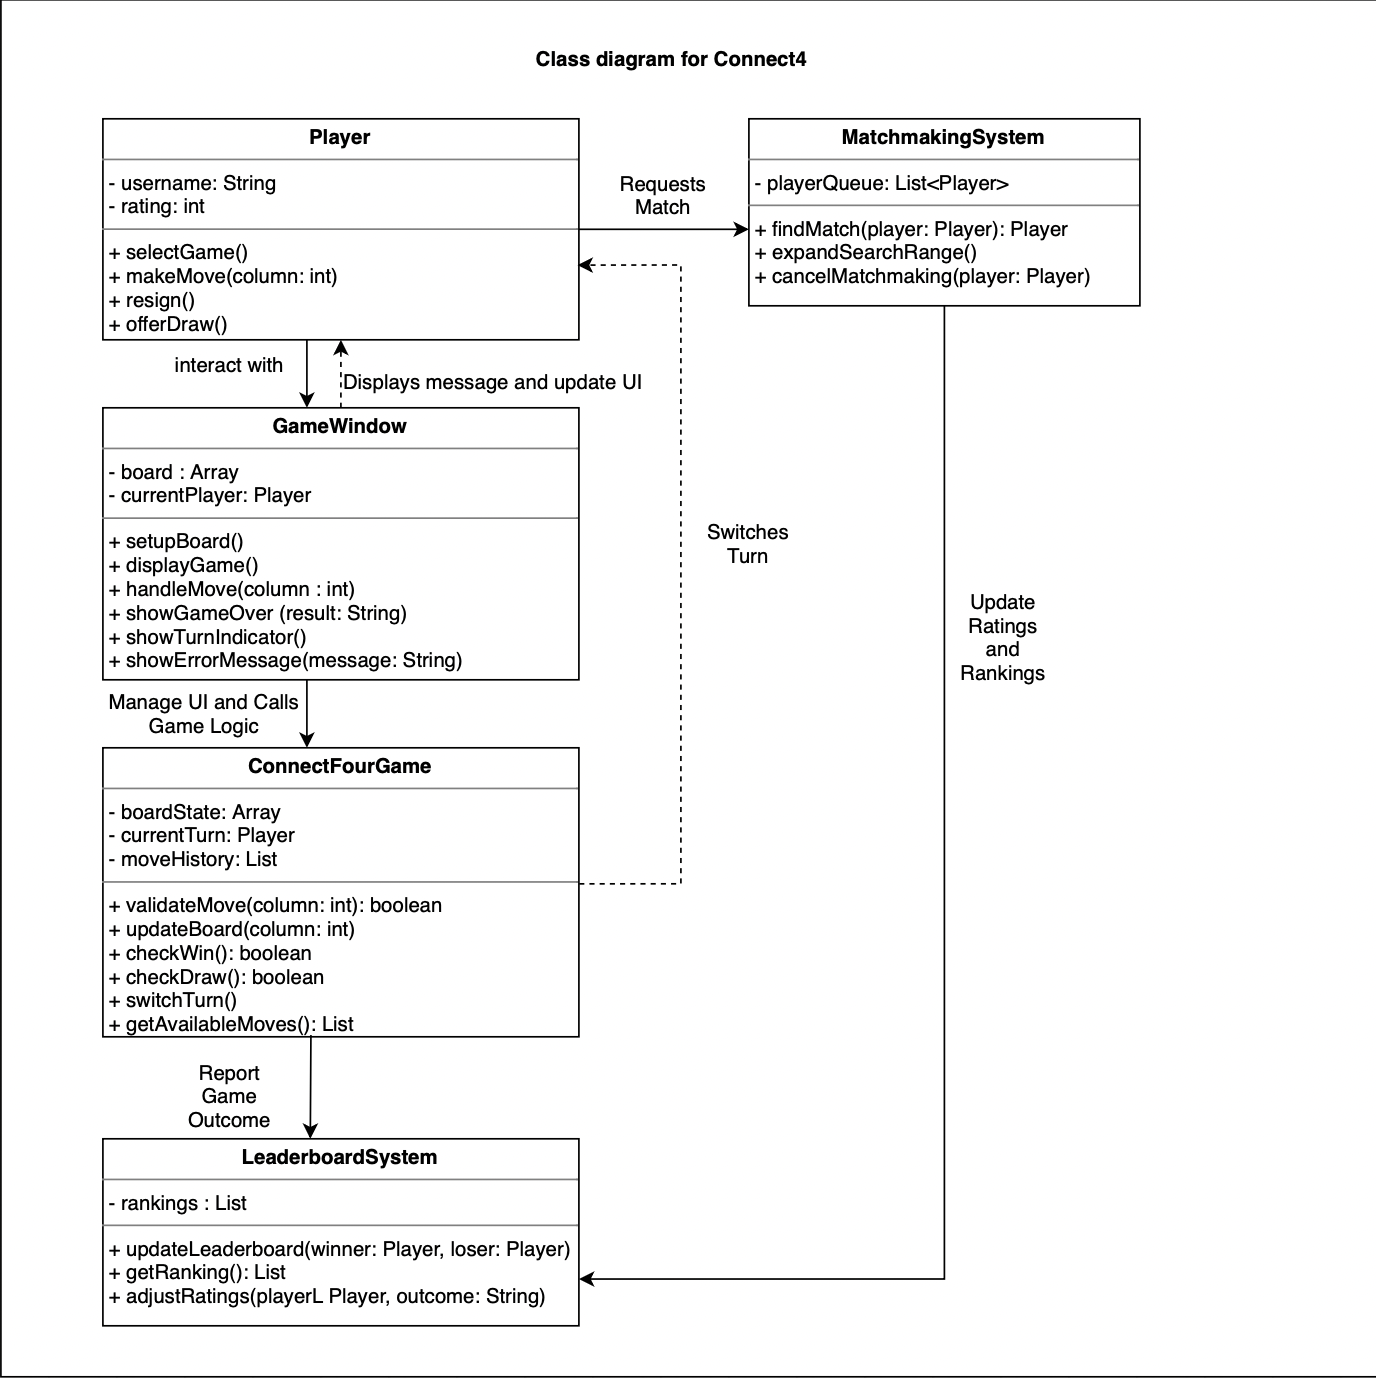 Class diagram for Connect4
Player
- username: String
- rating: int
+ selectGame()
+ makeMove(column: int)
+ resign()
+ offerDraw()
Requests
Match
MatchmakingSystem
- playerQueue: List<Player>
+ findMatch(player: Player): Player
+ expandSearchRange()
+ cancelMatchmaking(player: Player)
interact with
Displays message and update UI
GameWindow
- board : Array
- currentPlayer: Player
+ setupBoard()
+ displayGame()
+ handleMove(column : int)
+ showGameOver (result: String)
+ showTurnIndicator()
+ showErrorMessage(message: String)
Switches
Turn
Update
Ratings
and
Rankings
Manage UI and Calls
Game Logic
ConnectFourGame
- boardState: Array
- currentTurn: Player
- moveHistory: List
+ validateMove(column: int): boolean
+ updateBoard(column: int)
+ checkWin(): boolean
+ checkDraw(): boolean
+ switchTurn()
+ getAvailableMoves(): List
Report
Game
Outcome
LeaderboardSystem
- rankings : List
+ updateLeaderboard(winner: Player, loser: Player)
+ getRanking(): List
+ adjustRatings(playerL Player, outcome: String)